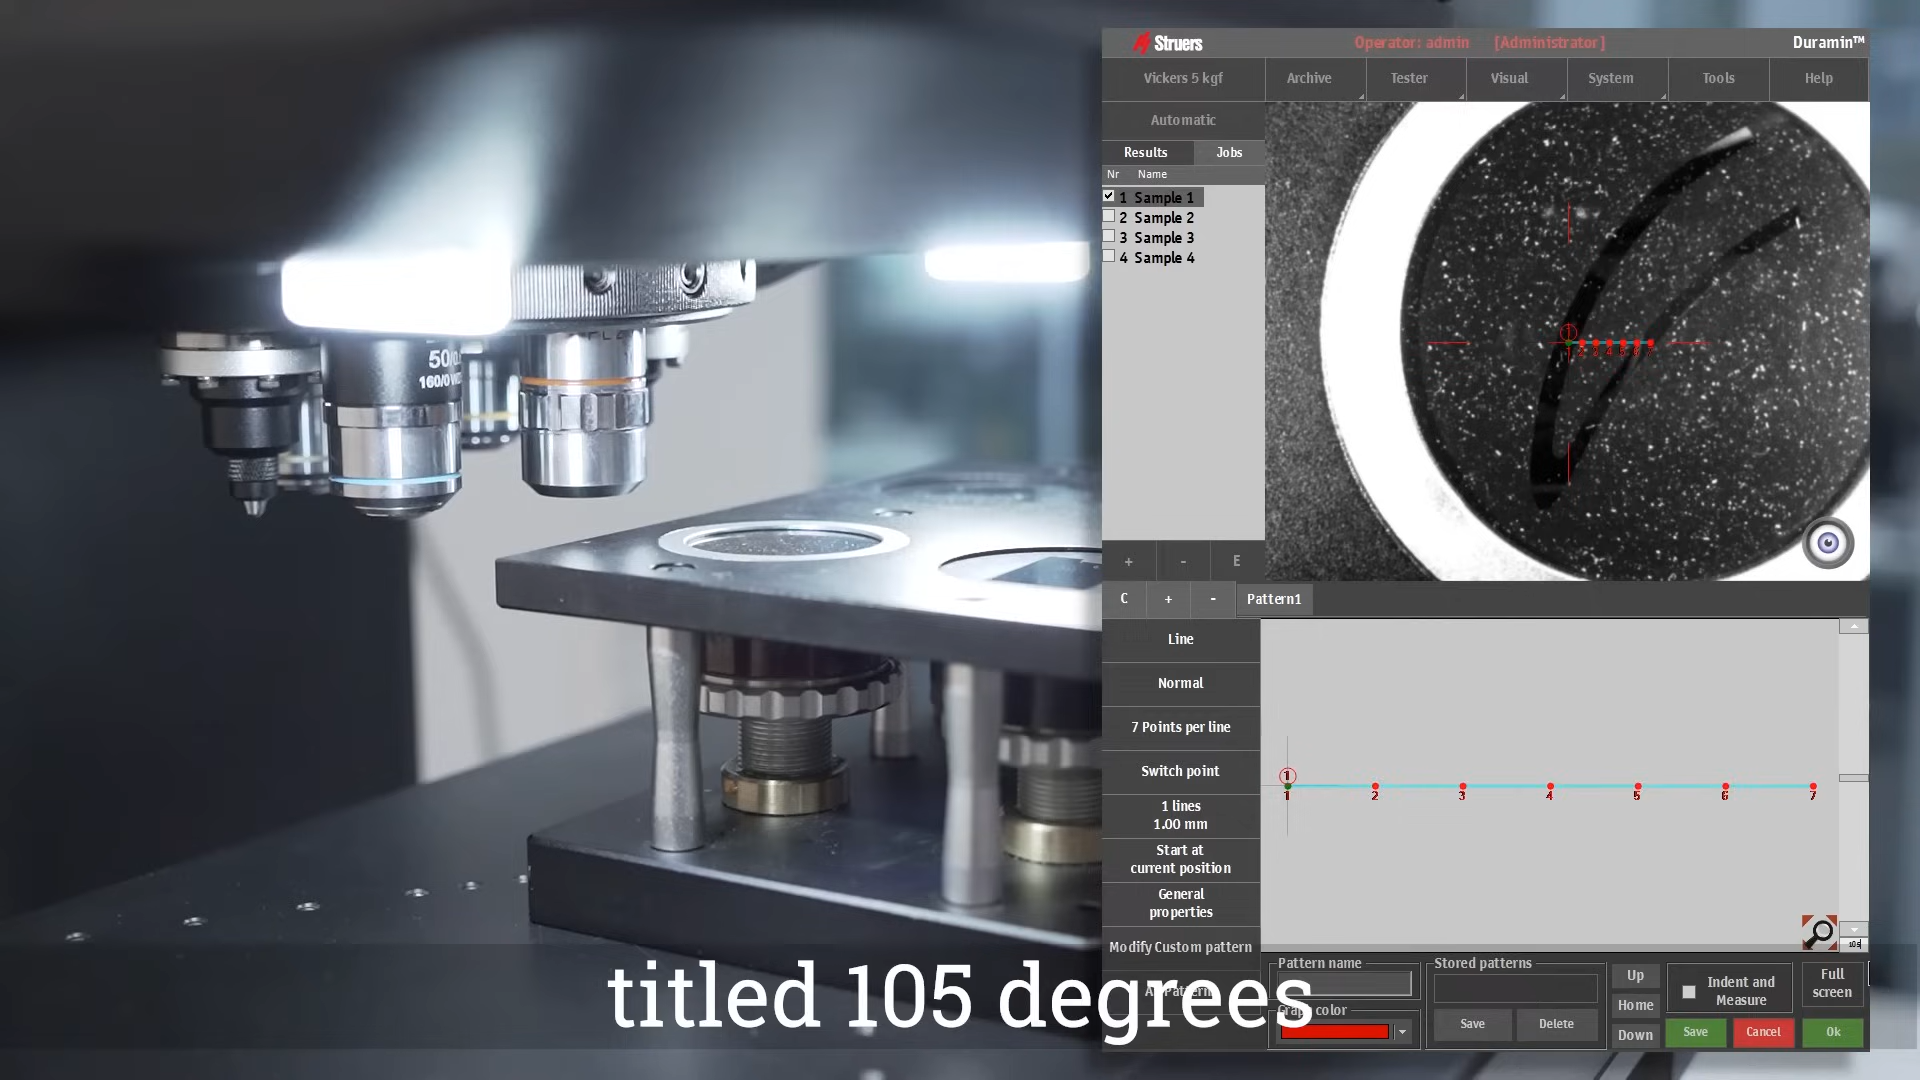 Struers
Operator: admin [Administrator]
Duramin™
Vickers 5 kgf
Archive
Tester
Visual
System
Tools
Help
Automatic
Results
Jobs
Nr Name
1 Sample 1
2 Sample 2
3 Sample 3
4 Sample 4
+ - E
1
C + - Pattern1
Line
Normal
7 Points per line
Switch point
1 lines
1.00 mm
Start at
current position
General
properties
Modify Custom pattern
1
1 2 3 4 5 6 7
105
Pattern name
Stored patterns
Save
Delete
Up
Home
Down
Indent and
Measure
Full
screen
Save
Cancel
Ok
titled 105 degrees